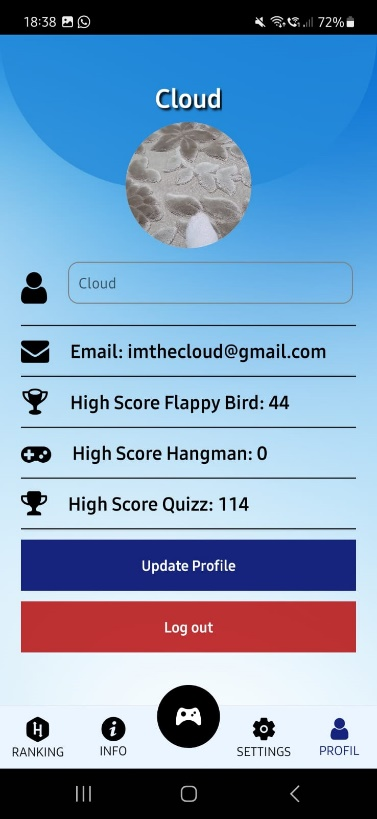 18:38 72%
Cloud
Cloud
Email: imthecloud@gmail.com
High Score Flappy Bird: 44
High Score Hangman: 0
High Score Quizz: 114
Update Profile
Log out
RANKING INFO SETTINGS PROFIL